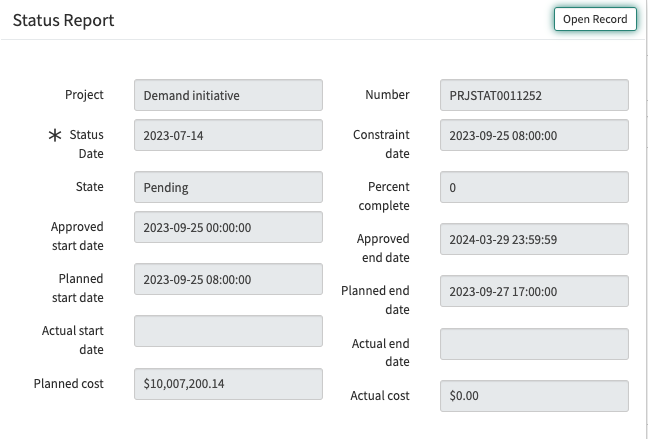 Status Report
Open Record
Project
Demand initiative
Number
PRJSTAT0011252
* Status
Date
2023-07-14
Constraint
date
2023-09-25 08:00:00
State
Pending
Percent
complete
0
Approved
start date
2023-09-25 00:00:00
Approved
end date
2024-03-29 23:59:59
Planned
start date
2023-09-25 08:00:00
Planned end
date
2023-09-27 17:00:00
Actual start
date
Actual end
date
Planned cost
$10,007,200.14
Actual cost
$0.00